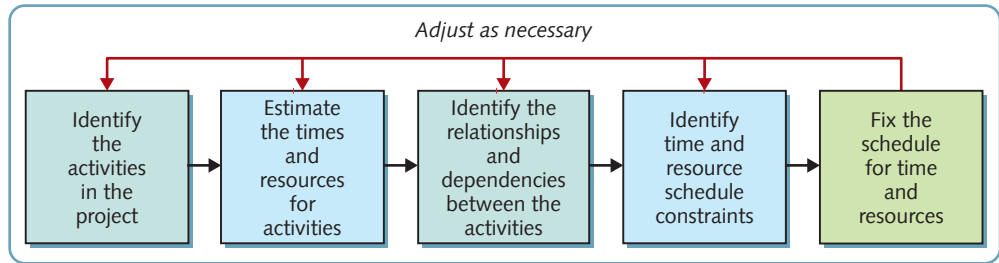 Adjust as necessary
Identify
the
activities
in the
project
Estimate
the times
and
resources
for
activities
Identify the
relationships
and
dependencies
between the
activities
Identify
time and
resource
schedule
constraints
Fix the
schedule
for time
and
resources